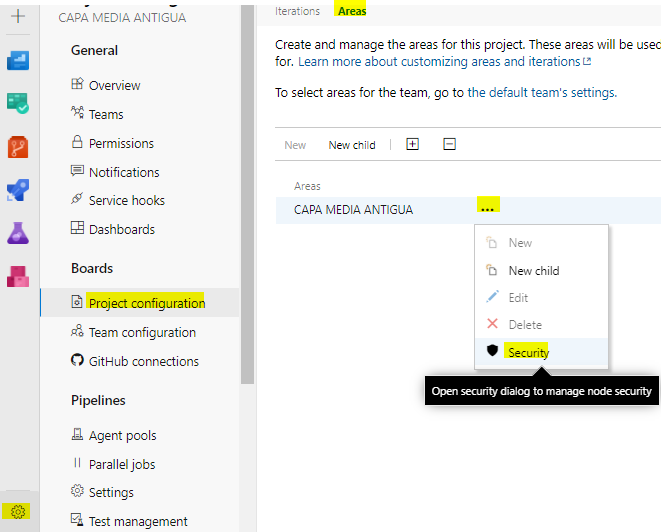 CAPA MEDIA ANTIGUA
General
Overview
Teams
Permissions
Notifications
Service hooks
Dashboards
Boards
Project configuration
Team configuration
GitHub connections
Pipelines
Agent pools
Parallel jobs
Settings
Test management
Iterations Areas
Create and manage the areas for this project. These areas will be used
for. Learn more about customizing areas and iterations
To select areas for the team, go to the default team's settings.
New New child
Areas
CAPA MEDIA ANTIGUA ...
New
New child
Edit
Delete
Security
Open security dialog to manage node security